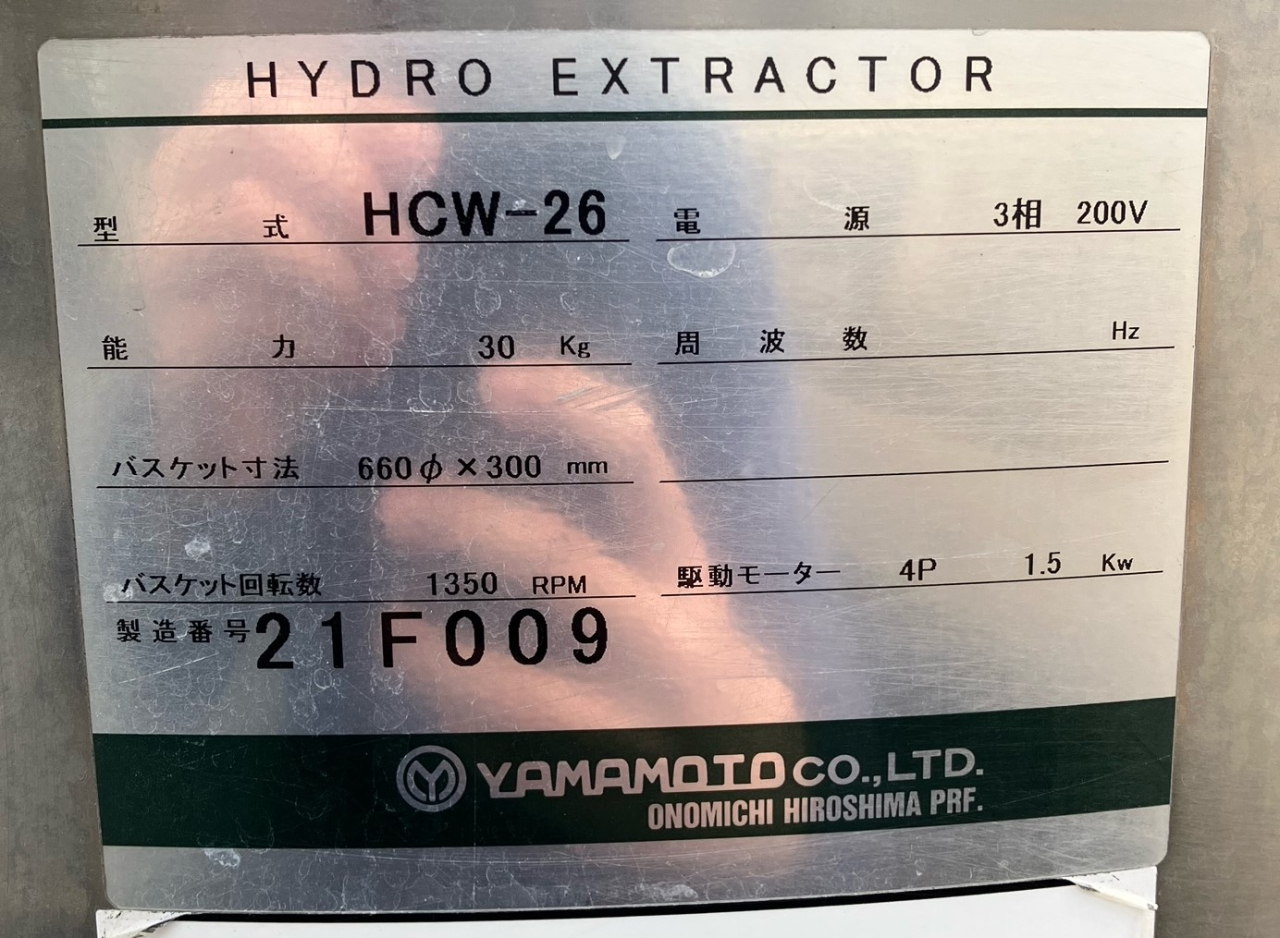 HYDRO EXTRACTOR
型 式 HCW-26 電 源 3相 200V
能 力 30 Kg 周 波 数 Hz
バスケット寸法 660φ×300 mm
バスケット回転数 1350 RPM 駆動モーター 4P 1.5 Kw
製造番号 21F009
YAMAMOTO CO.,LTD.
ONOMICHI HIROSHIMA PRF.